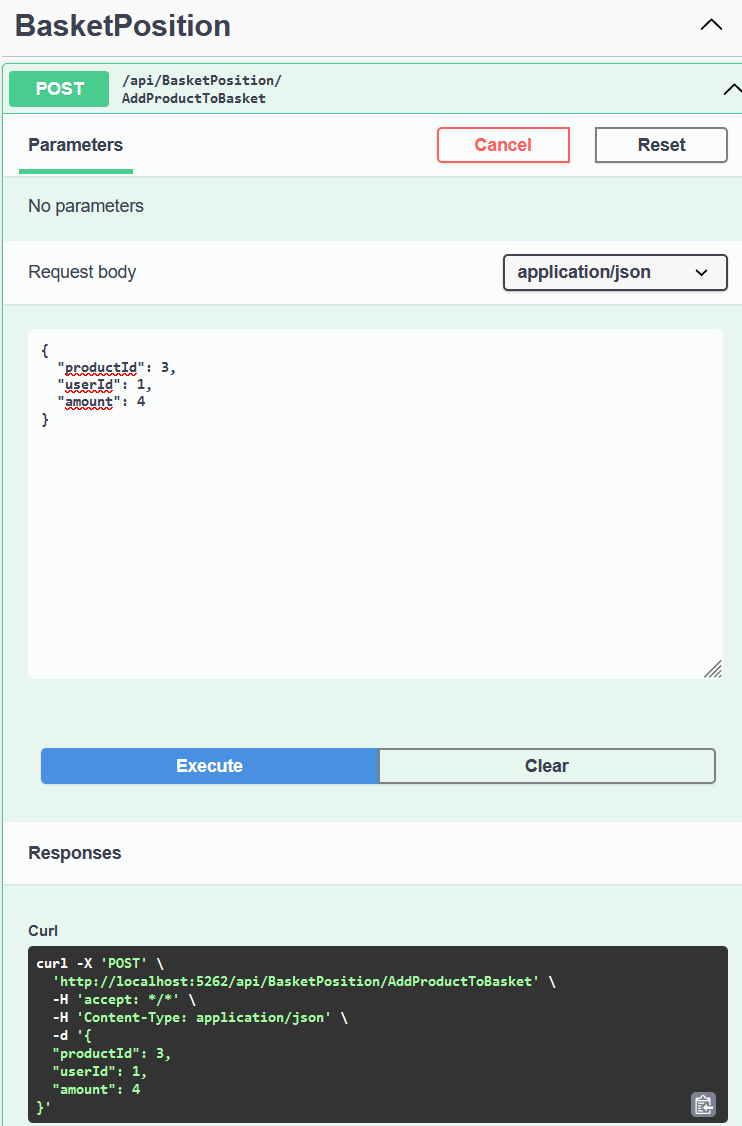 BasketPosition
POST
/api/BasketPosition/
AddProductToBasket
Parameters
Cancel
Reset
No parameters
Request body
application/json
{
  "productId": 3,
  "userId": 1,
  "amount": 4
}
Execute
Clear
Responses
Curl
curl -X 'POST' \
  'http://localhost:5262/api/BasketPosition/AddProductToBasket' \
  -H 'accept: */*' \
  -H 'Content-Type: application/json' \
  -d '{
  "productId": 3,
  "userId": 1,
  "amount": 4
}'